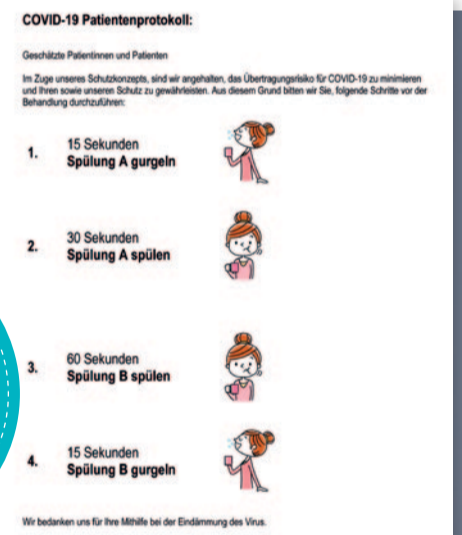 COVID-19 Patientenprotokoll:
Geschätzte Patientinnen und Patienten
Im Zuge unseres Schutzkonzepts, sind wir angehalten, das Übertragungsrisiko für COVID-19 zu minimieren
und Ihren sowie unseren Schutz zu gewährleisten. Aus diesem Grund bitten wir Sie, folgende Schritte vor der
Behandlung durchzuführen:
1. 15 Sekunden
Spülung A gurgeln
2. 30 Sekunden
Spülung A spülen
3. 60 Sekunden
Spülung B spülen
4. 15 Sekunden
Spülung B gurgeln
Wir bedanken uns für Ihre Mithilfe bei der Eindämmung des Virus.